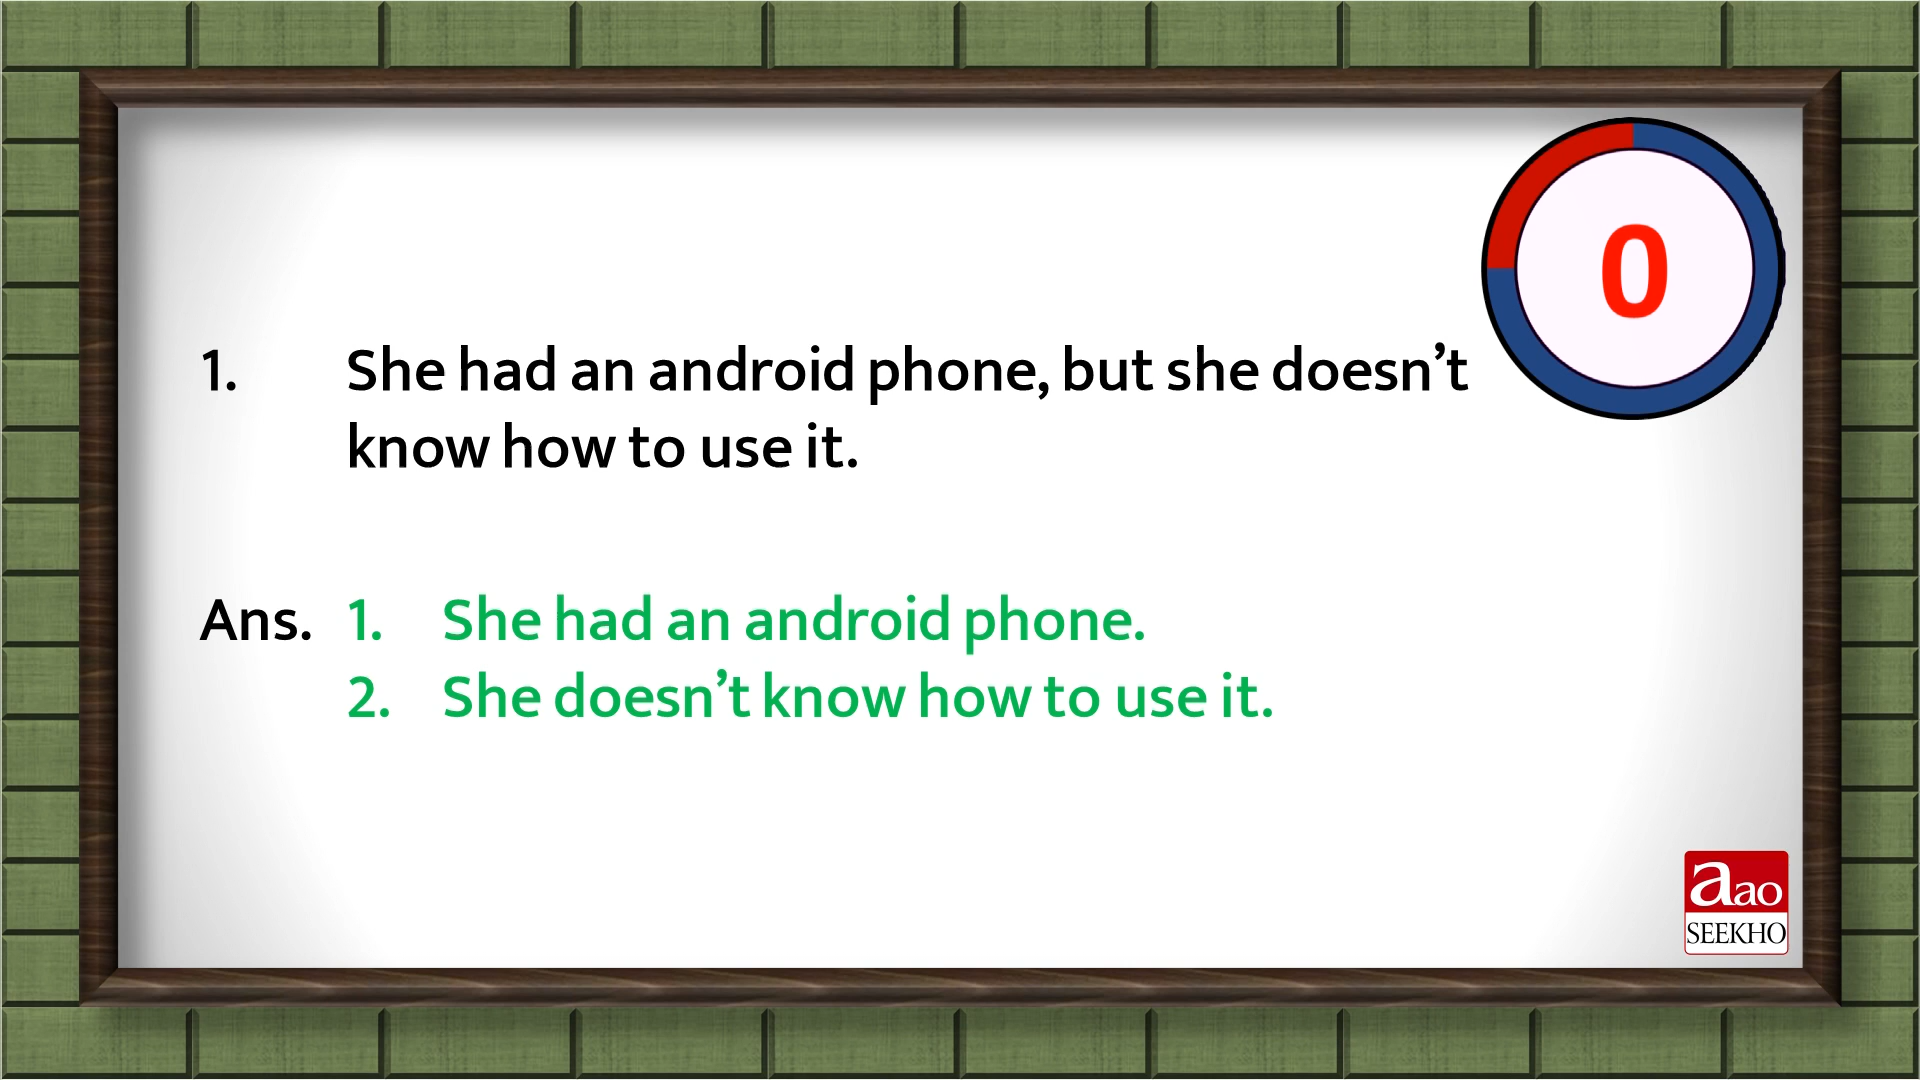 0
1. She had an android phone, but she doesn’t
know how to use it.
Ans. 1. She had an android phone.
2. She doesn’t know how to use it.
aao
SEEKHO